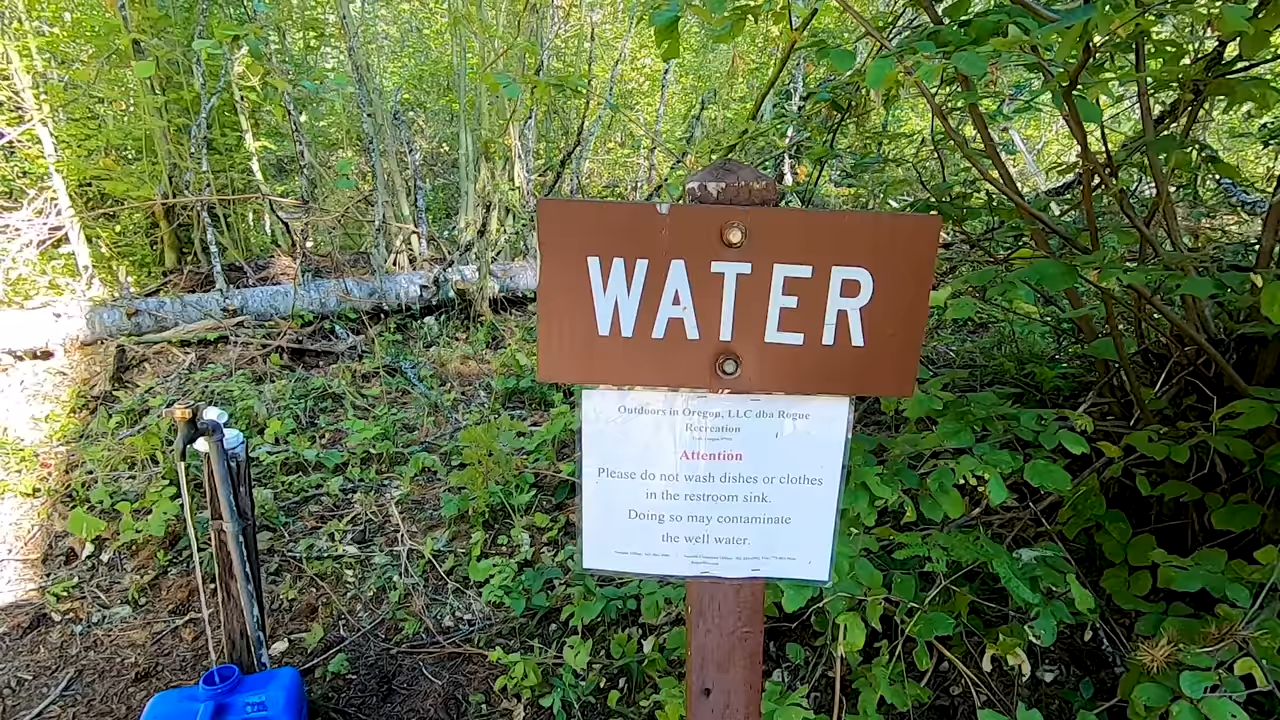 WATER
Outdoors in Oregon, LLC dba Rogue
Recreation
Attention
Please do not wash dishes or clothes
in the restroom sink.
Doing so may contaminate
the well water.